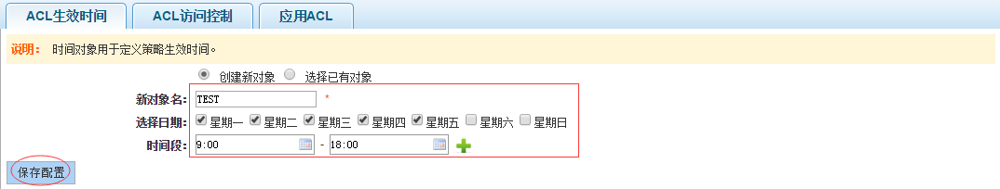 ACL生效时间 ACL访问控制 应用ACL
说明： 时间对象用于定义策略生效时间。
创建新对象 选择已有对象
新对象名: TEST *
选择日期: 星期一 星期二 星期三 星期四 星期五 星期六 星期日
时间段: 9:00 - 18:00
保存配置